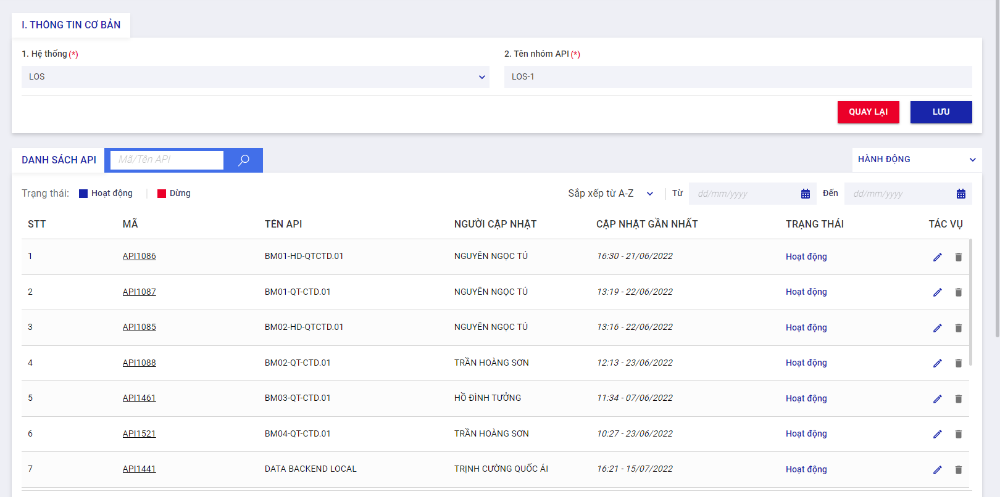 I. THÔNG TIN CƠ BẢN
1. Hệ thống (*)
2. Tên nhóm API (*)
LOS
LOS-1
QUAY LẠI
LƯU
DANH SÁCH API
Mã/Tên API
HÀNH ĐỘNG
Trạng thái: Hoạt động | Dừng
Sắp xếp từ A-Z
Từ dd/mm/yyyy
Đến dd/mm/yyyy
STT MÃ TÊN API NGƯỜI CẬP NHẬT CẬP NHẬT GẦN NHẤT TRẠNG THÁI TÁC VỤ
1 API1086 BM01-HD-QTCTD.01 NGUYỄN NGỌC TÚ 16:30 - 21/06/2022 Hoạt động
2 API1087 BM01-QT-CTD.01 NGUYỄN NGỌC TÚ 13:19 - 22/06/2022 Hoạt động
3 API1085 BM02-HD-QTCTD.01 NGUYỄN NGỌC TÚ 13:16 - 22/06/2022 Hoạt động
4 API1088 BM02-QT-CTD.01 TRẦN HOÀNG SƠN 12:13 - 23/06/2022 Hoạt động
5 API1461 BM03-QT-CTD.01 HỒ ĐÌNH TƯỞNG 11:34 - 07/06/2022 Hoạt động
6 API1521 BM04-QT-CTD.01 TRẦN HOÀNG SƠN 10:27 - 23/06/2022 Hoạt động
7 API1441 DATA BACKEND LOCAL TRỊNH CƯỜNG QUỐC ÁI 16:21 - 15/07/2022 Hoạt động